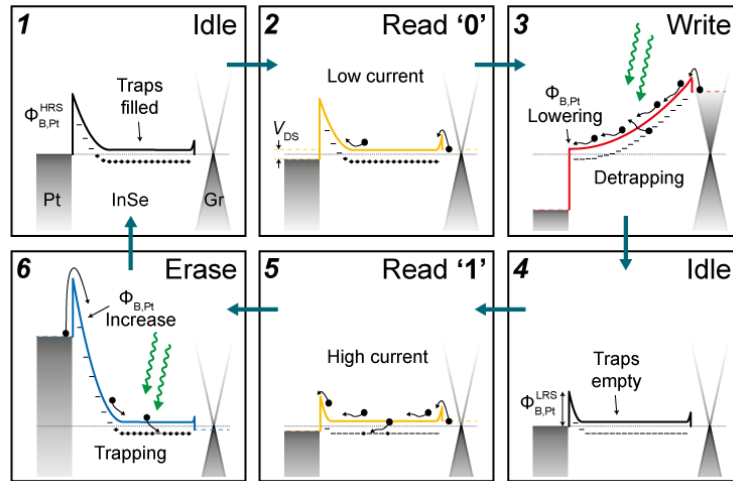 1 Idle
Φ HRS B,Pt
Traps
filled
Pt
InSe
Gr
2 Read '0'
Low current
V DS
3 Write
Φ B,Pt
Lowering
Detrapping
6 Erase
Φ B,Pt
Increase
Trapping
5 Read '1'
High current
4 Idle
Φ LRS B,Pt
Traps
empty